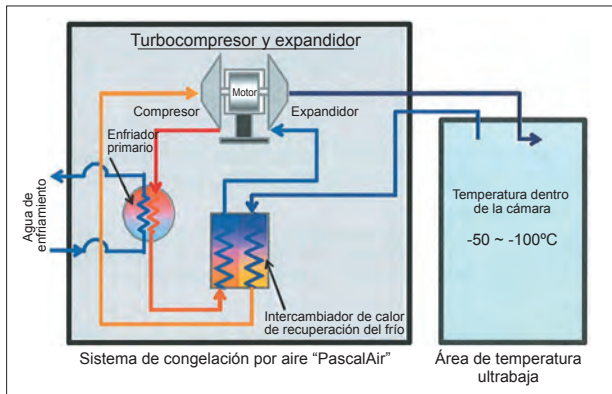 Turbocompresor y expandidor
Motor
Compresor
Expandidor
Enfriador
primario
Agua de
enfriamiento
Intercambiador de calor
de recuperación del frío
Temperatura dentro
de la cámara
-50 ~ -100ºC
Sistema de congelación por aire “PascalAir”
Área de temperatura
ultrabaja